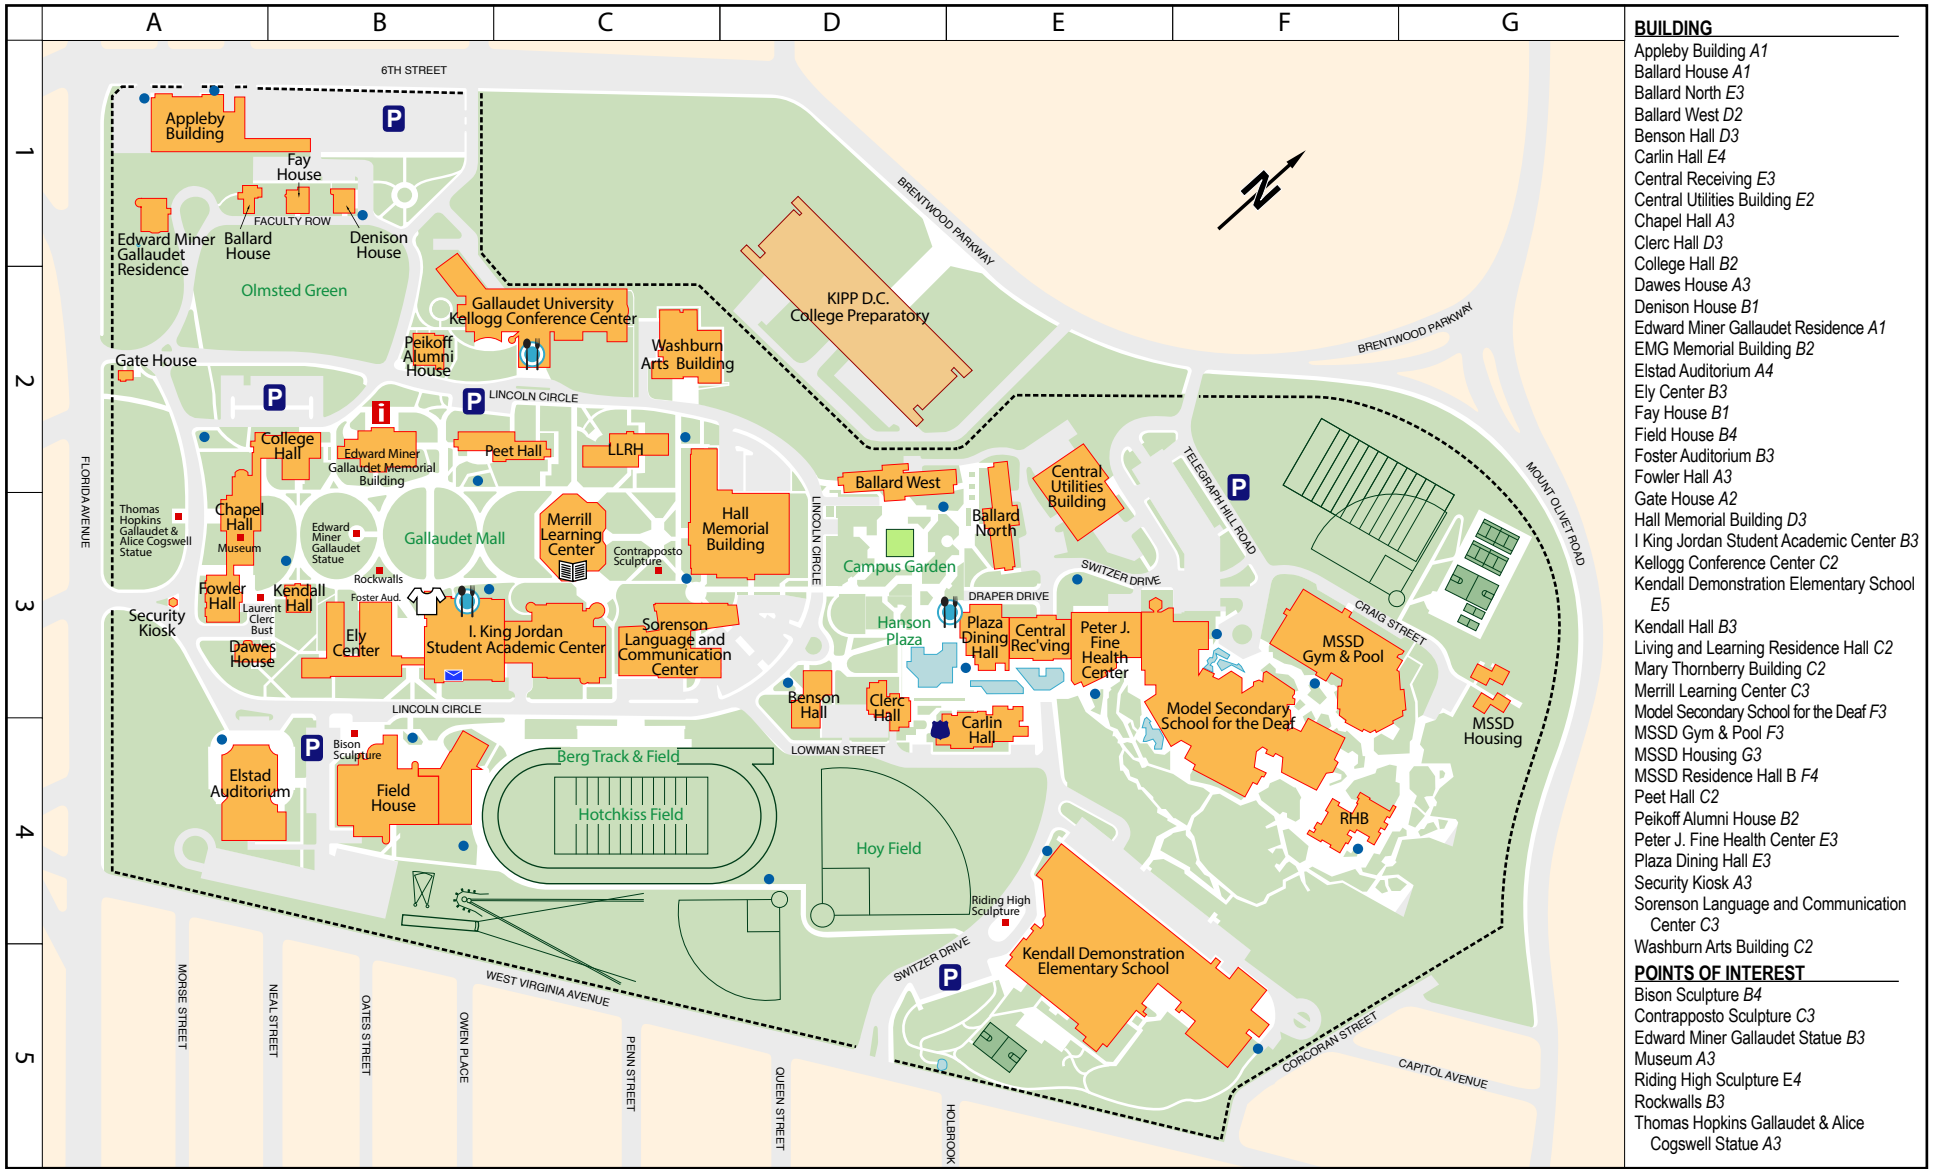 A B C D E F G
1
2
3
4
5
6TH STREET
Appleby
Building
P
Fay
House
FACULTY ROW
Edward Miner
Gallaudet
Residence
Ballard
House
Denison
House
Olmsted Green
BRENTWOOD PARKWAY
N
Gallaudet University
Kellogg Conference Center
KIPP D.C.
College Preparatory
BRENTWOOD PARKWAY
Peikoff
Alumni
House
Washburn
Arts Building
Gate House
P
P
i
LINCOLN CIRCLE
College
Hall
Edward Miner
Gallaudet Memorial
Building
Peet Hall
LLRH
FLORIDA AVENUE
Ballard West
Central
Utilities
Building
TELEGRAPH HILL ROAD
P
MOUNT OLIVET ROAD
Thomas
Hopkins
Gallaudet &
Alice Cogswell
Statue
Chapel
Hall
Museum
Edward
Miner
Gallaudet
Statue
Gallaudet Mall
Merrill
Learning
Center
Contrapposto
Sculpture
Hall
Memorial
Building
LINCOLN CIRCLE
Campus Garden
Ballard
North
SWITZER DRIVE
Rockwalls
Foster Aud.
Fowler
Hall
Kendall
Hall
Laurent
Clerc
Bust
Security
Kiosk
Dawes
House
Ely
Center
I. King Jordan
Student Academic Center
Sorenson
Language and
Communication
Center
Hanson
Plaza
DRAPER DRIVE
Plaza
Dining
Hall
Central
Rec'ving
Peter J.
Fine
Health
Center
CRAIG STREET
MSSD
Gym & Pool
Model Secondary
School for the Deaf
MSSD
Housing
LINCOLN CIRCLE
Benson
Hall
Clerc
Hall
Carlin
Hall
LOWMAN STREET
P
Bison
Sculpture
Elstad
Auditorium
Field
House
Berg Track & Field
Hotchkiss Field
Hoy Field
RHB
Riding High
Sculpture
SWITZER DRIVE
P
Kendall Demonstration
Elementary School
WEST VIRGINIA AVENUE
CORCORAN STREET
CAPITOL AVENUE
MORSE STREET
NEAL STREET
OATES STREET
OWEN PLACE
PENN STREET
QUEEN STREET
HOLBROOK
BUILDING
Appleby Building A1
Ballard House A1
Ballard North E3
Ballard West D2
Benson Hall D3
Carlin Hall E4
Central Receiving E3
Central Utilities Building E2
Chapel Hall A3
Clerc Hall D3
College Hall B2
Dawes House A3
Denison House B1
Edward Miner Gallaudet Residence A1
EMG Memorial Building B2
Elstad Auditorium A4
Ely Center B3
Fay House B1
Field House B4
Foster Auditorium B3
Fowler Hall A3
Gate House A2
Hall Memorial Building D3
I King Jordan Student Academic Center B3
Kellogg Conference Center C2
Kendall Demonstration Elementary School
E5
Kendall Hall B3
Living and Learning Residence Hall C2
Mary Thornberry Building C2
Merrill Learning Center C3
Model Secondary School for the Deaf F3
MSSD Gym & Pool F3
MSSD Housing G3
MSSD Residence Hall B F4
Peet Hall C2
Peikoff Alumni House B2
Peter J. Fine Health Center E3
Plaza Dining Hall E3
Security Kiosk A3
Sorenson Language and Communication
Center C3
Washburn Arts Building C2
POINTS OF INTEREST
Bison Sculpture B4
Contrapposto Sculpture C3
Edward Miner Gallaudet Statue B3
Museum A3
Riding High Sculpture E4
Rockwalls B3
Thomas Hopkins Gallaudet & Alice
Cogswell Statue A3